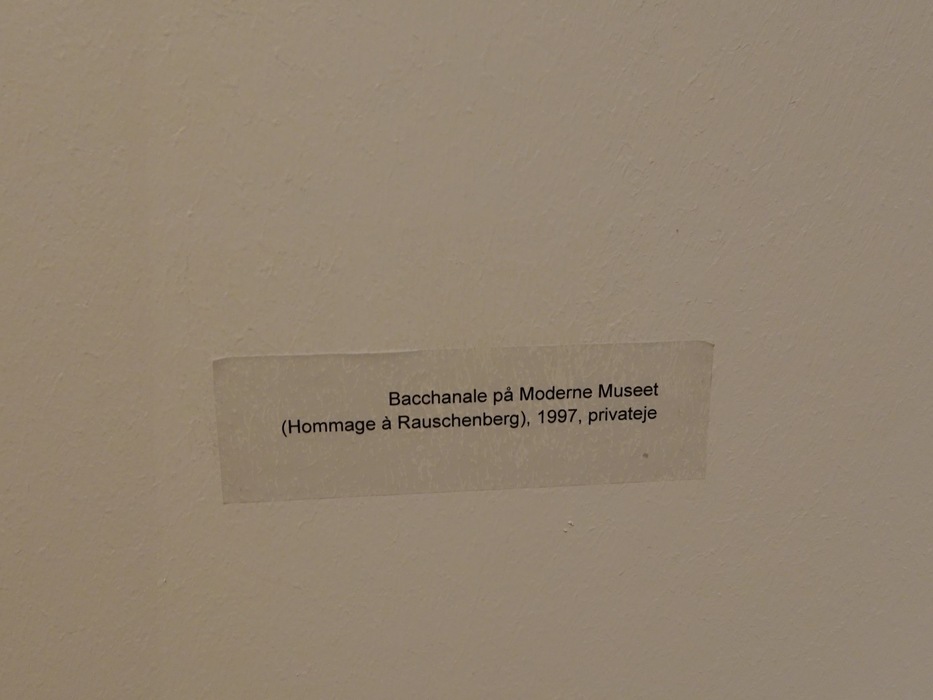 Bacchanale på Moderne Museet
(Hommage à Rauschenberg), 1997, privateje